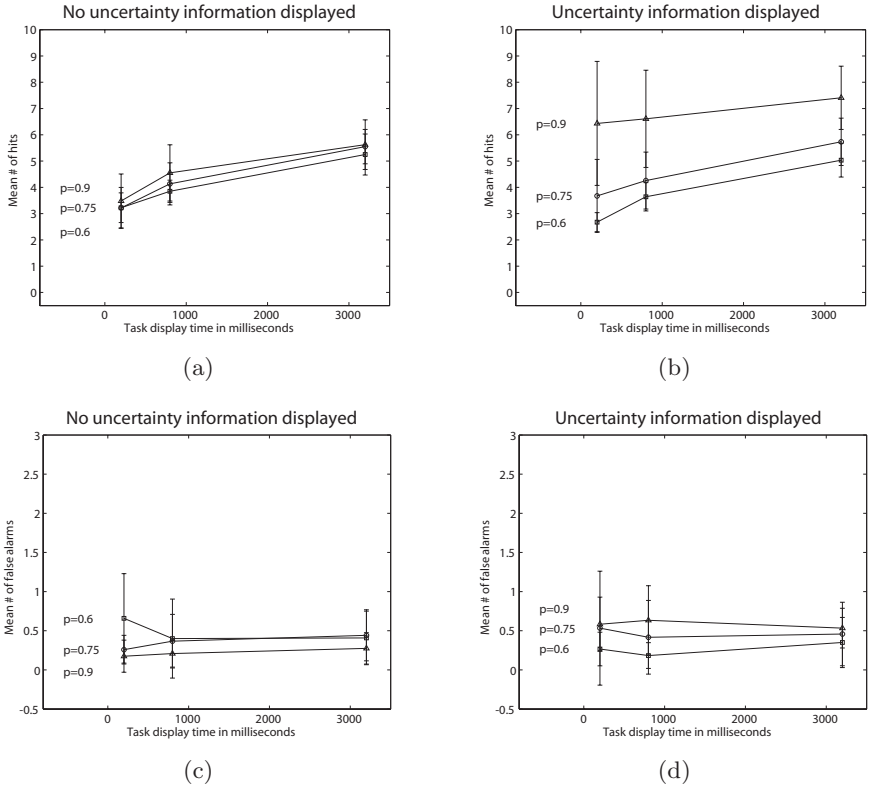 No uncertainty information displayed
10
9
8
7
6
5
4
3
2
1
0
Mean # of hits
p=0.9
p=0.75
p=0.6
0 1000 2000 3000
Task display time in milliseconds
(a)
Uncertainty information displayed
10
9
8
7
6
5
4
3
2
1
0
Mean # of hits
p=0.9
p=0.75
p=0.6
0 1000 2000 3000
Task display time in milliseconds
(b)
No uncertainty information displayed
3
2.5
2
1.5
1
0.5
0
-0.5
Mean # of false alarms
p=0.6
p=0.75
p=0.9
0 1000 2000 3000
Task display time in milliseconds
(c)
Uncertainty information displayed
3
2.5
2
1.5
1
0.5
0
-0.5
Mean # of false alarms
p=0.9
p=0.75
p=0.6
0 1000 2000 3000
Task display time in milliseconds
(d)